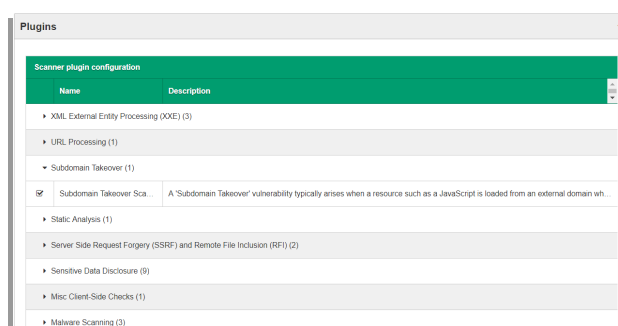 Plugins
Scanner plugin configuration
Name Description
XML External Entity Processing (XXE) (3)
URL Processing (1)
Subdomain Takeover (1)
Subdomain Takeover Sca... A 'Subdomain Takeover' vulnerability typically arises when a resource such as a JavaScript is loaded from an external domain wh...
Static Analysis (1)
Server Side Request Forgery (SSRF) and Remote File Inclusion (RFI) (2)
Sensitive Data Disclosure (9)
Misc Client-Side Checks (1)
Malware Scanning (3)